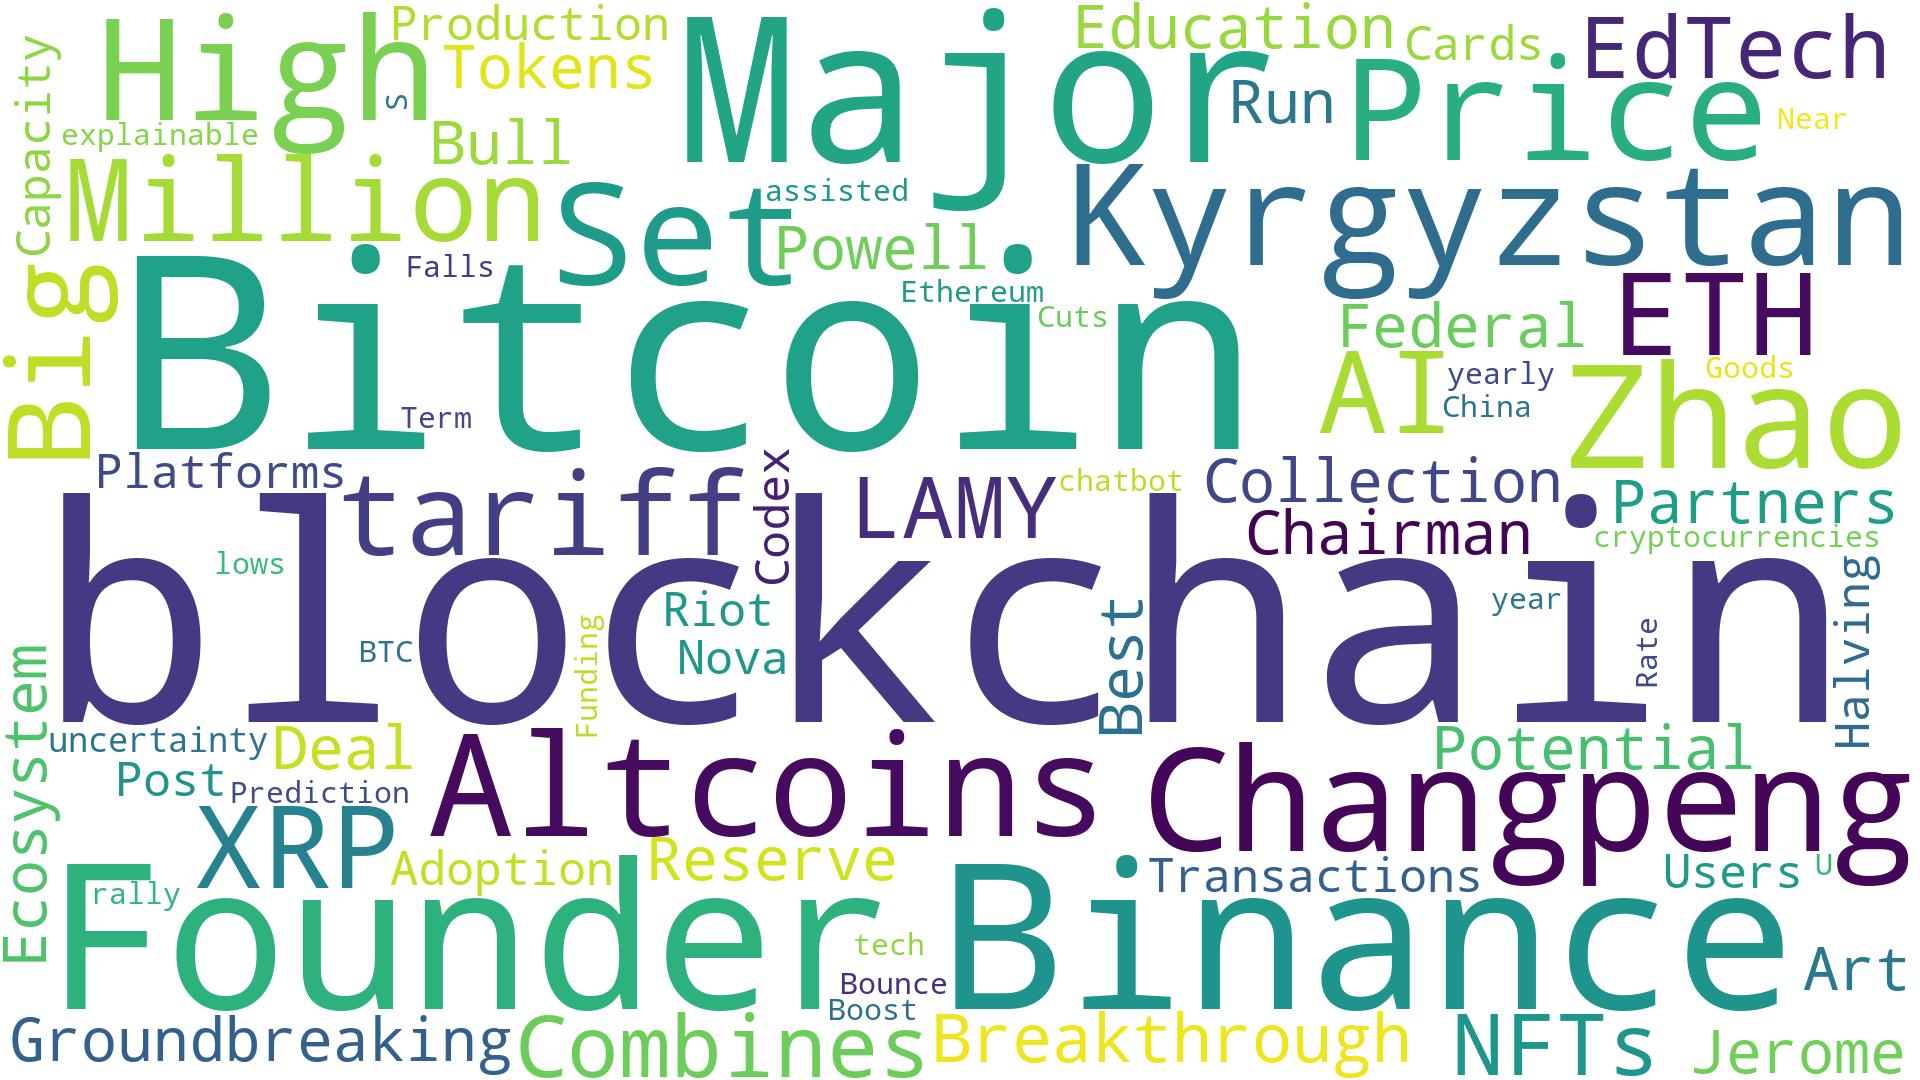 High
Production
Tokens
Major
Education
Cards
EdTech
Capacity
S
Run
Price
Near
explainable
Bull
Million
Set
assisted
Kyrgyzstan
Powell
Big
Bitcoin
Falls
Ethereum
Cuts
Federal
ETH
AI
yearly
Goods
China
Zhao
Term
Platforms
tariff
Codex
LAMY
chatbot
Collection
Partners
Chairman
cryptocurrencies
blockchain
lows
Riot
Nova
BTC
Funding
Best
year
Rate
Halving
Ecosystem
uncertainty
Deal
Post
Prediction
Altcoins
Changpeng
Potential
XRP
Adoption
Reserve
Transactions
Users
U
rally
Founder
Binance
tech
Bounce
Boost
Art
Groundbreaking
Combines
Breakthrough
NFTs
Jerome